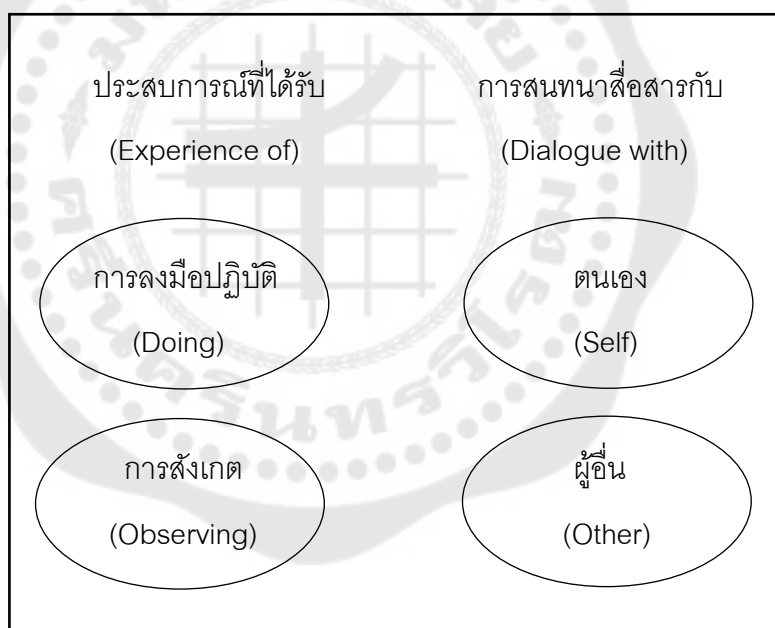 ประสบการณ์ที่ได้รับ
(Experience of)
การสนทนาสื่อสารกับ
(Dialogue with)
การลงมือปฏิบัติ
(Doing)
ตนเอง
(Self)
การสังเกต
(Observing)
ผู้อื่น
(Other)